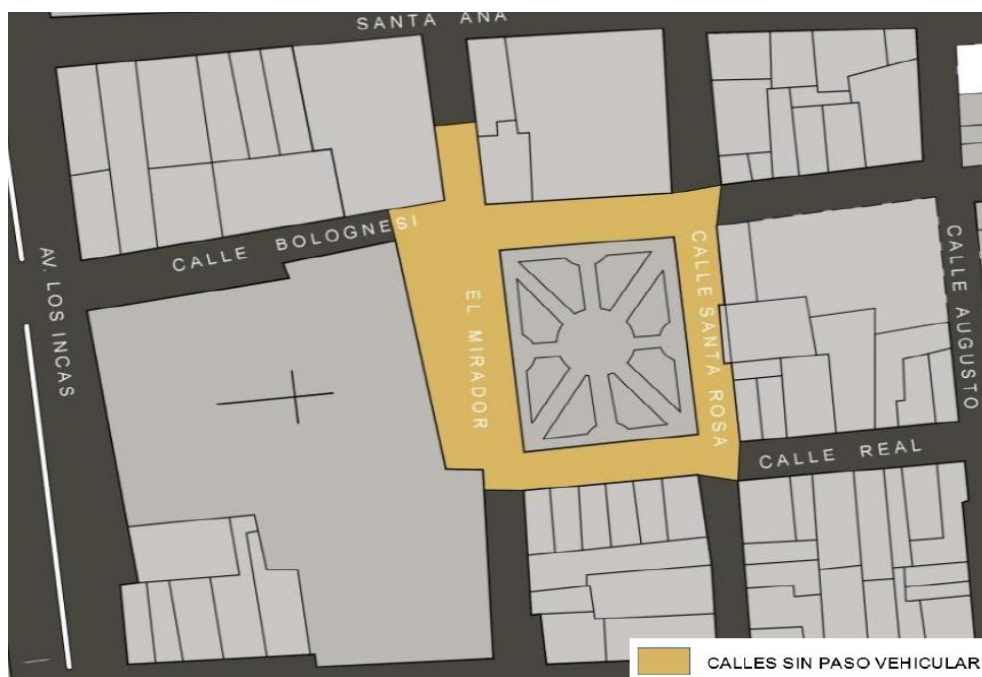 SANTA ANA
CALLE BOLOGNESI
AV. LOS INCAS
EL MIRADOR
CALLE SANTA ROSA
CALLE AUGUSTO
CALLE REAL
CALLES SIN PASO VEHICULAR